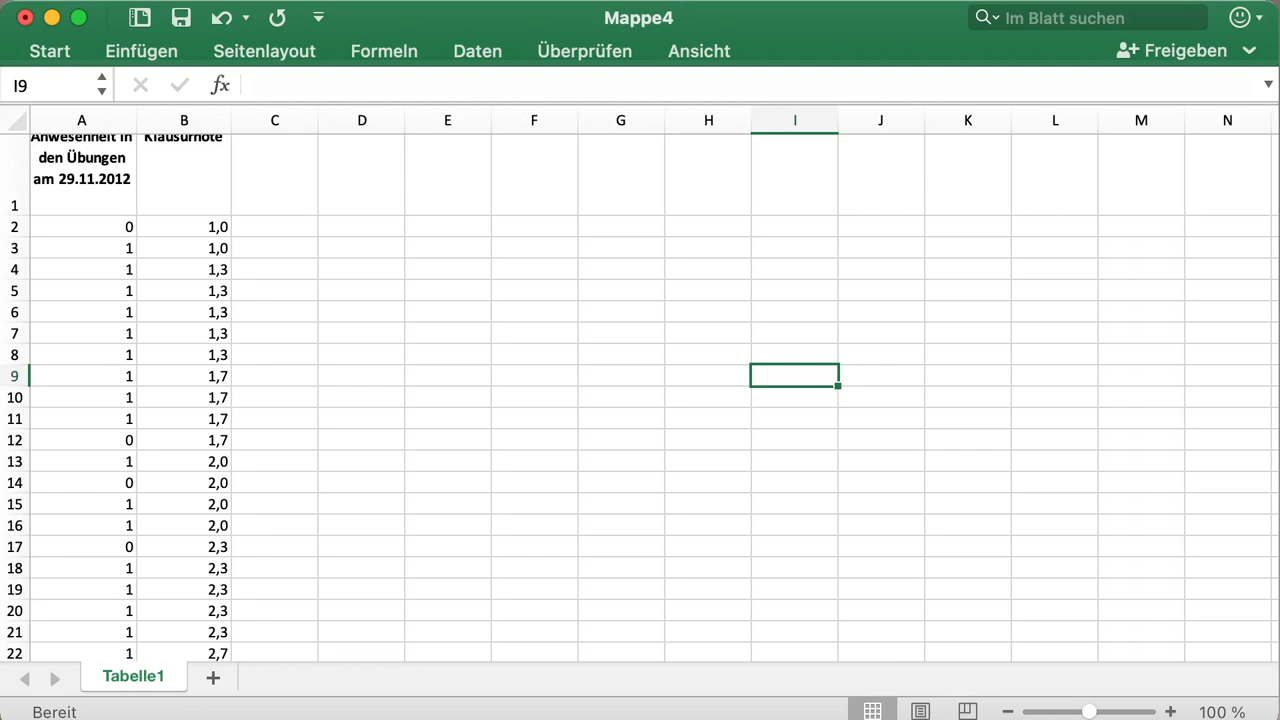 Mappe4
Im Blatt suchen
Start Einfügen Seitenlayout Formeln Daten Überprüfen Ansicht Freigeben
I9 fx
A B C D E F G H I J K L M N
Anwesenheit in Klausurnote
den Übungen
am 29.11.2012
1
2 0 1,0
3 1 1,0
4 1 1,3
5 1 1,3
6 1 1,3
7 1 1,3
8 1 1,3
9 1 1,7
10 1 1,7
11 1 1,7
12 0 1,7
13 1 2,0
14 0 2,0
15 1 2,0
16 1 2,0
17 0 2,3
18 1 2,3
19 1 2,3
20 1 2,3
21 1 2,3
22 1 2,7
Tabelle1
Bereit 100 %